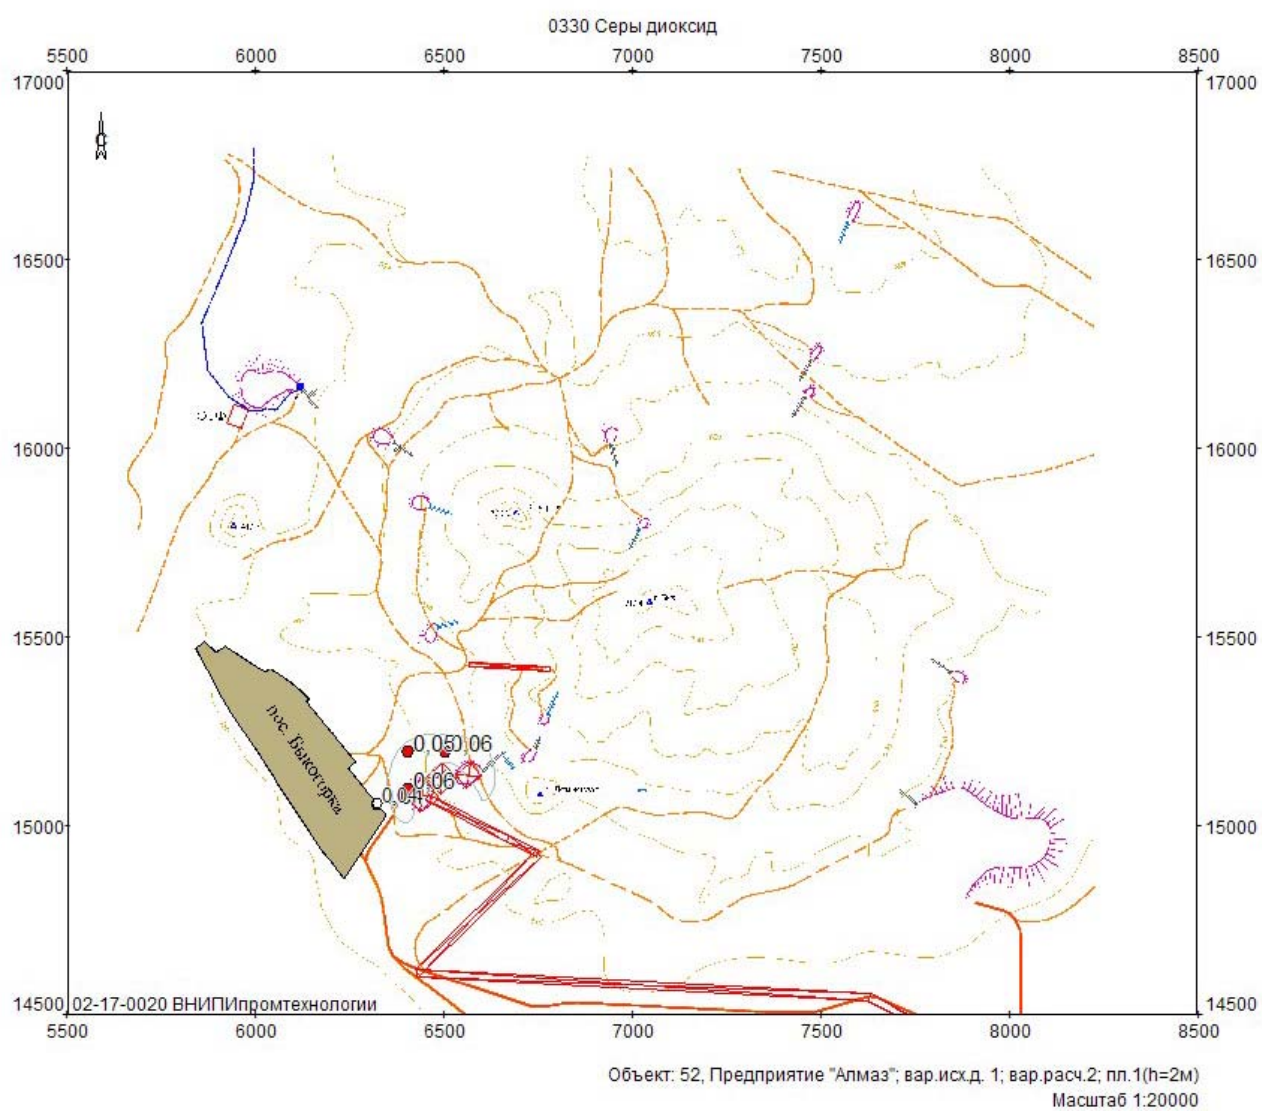 0330 Серы диоксид
5500 6000 6500 7000 7500 8000 8500
17000 17000
С
16500 16500
16000 16000
15500 15500
пос. Быкогорка
0.05 0.06
0.06
0.04
15000 15000
14500 02-17-0020 ВНИПИпромтехнологии 14500
5500 6000 6500 7000 7500 8000 8500
Объект: 52, Предприятие "Алмаз"; вар.исх.д. 1; вар.расч.2; пл.1(h=2м)
Масштаб 1:20000